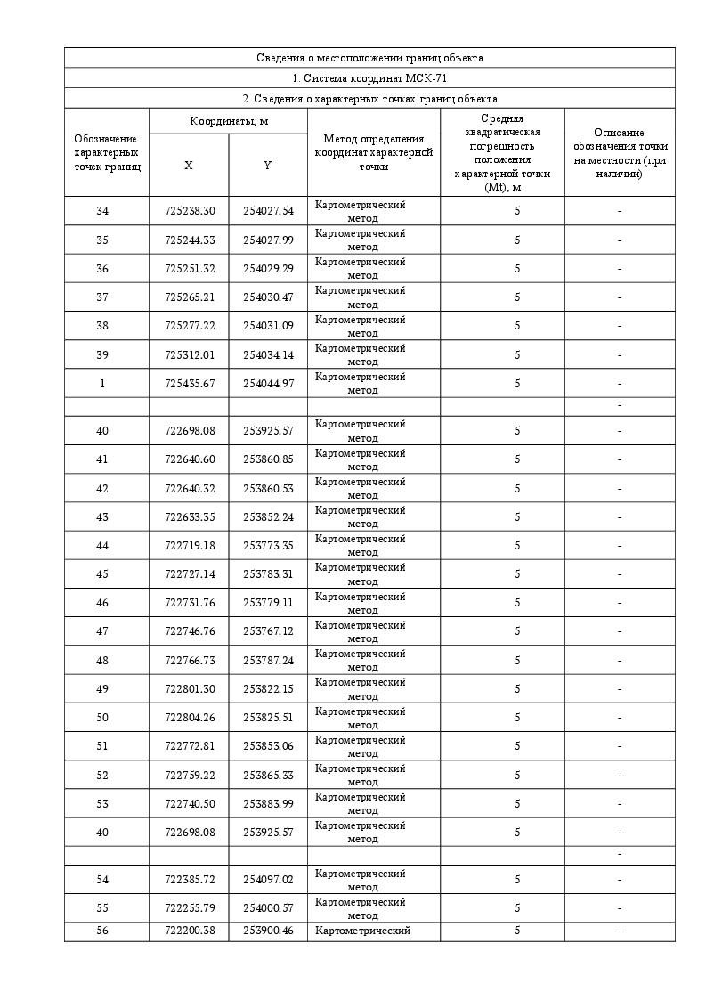 Сведения о местоположении границ объекта
1. Система координат МСК-71
2. Сведения о характерных точках границ объекта
Обозначение
характерных
точек границ
Координаты, м
X
Y
Метод определения
координат характерной
точки
Средняя
квадратическая
погрешность
положения
характерной точки
(Mt), м
Описание
обозначения точки
на местности (при
наличии)
34 725238.30 254027.54 Картометрический
метод 5 -
35 725244.33 254027.99 Картометрический
метод 5 -
36 725251.32 254029.29 Картометрический
метод 5 -
37 725265.21 254030.47 Картометрический
метод 5 -
38 725277.22 254031.09 Картометрический
метод 5 -
39 725312.01 254034.14 Картометрический
метод 5 -
1 725435.67 254044.97 Картометрический
метод 5 -
-
40 722698.08 253925.57 Картометрический
метод 5 -
41 722640.60 253860.85 Картометрический
метод 5 -
42 722640.32 253860.53 Картометрический
метод 5 -
43 722633.35 253852.24 Картометрический
метод 5 -
44 722719.18 253773.35 Картометрический
метод 5 -
45 722727.14 253783.31 Картометрический
метод 5 -
46 722731.76 253779.11 Картометрический
метод 5 -
47 722746.76 253767.12 Картометрический
метод 5 -
48 722766.73 253787.24 Картометрический
метод 5 -
49 722801.30 253822.15 Картометрический
метод 5 -
50 722804.26 253825.51 Картометрический
метод 5 -
51 722772.81 253853.06 Картометрический
метод 5 -
52 722759.22 253865.33 Картометрический
метод 5 -
53 722740.50 253883.99 Картометрический
метод 5 -
40 722698.08 253925.57 Картометрический
метод 5 -
-
54 722385.72 254097.02 Картометрический
метод 5 -
55 722255.79 254000.57 Картометрический
метод 5 -
56 722200.38 253900.46 Картометрический 5 -